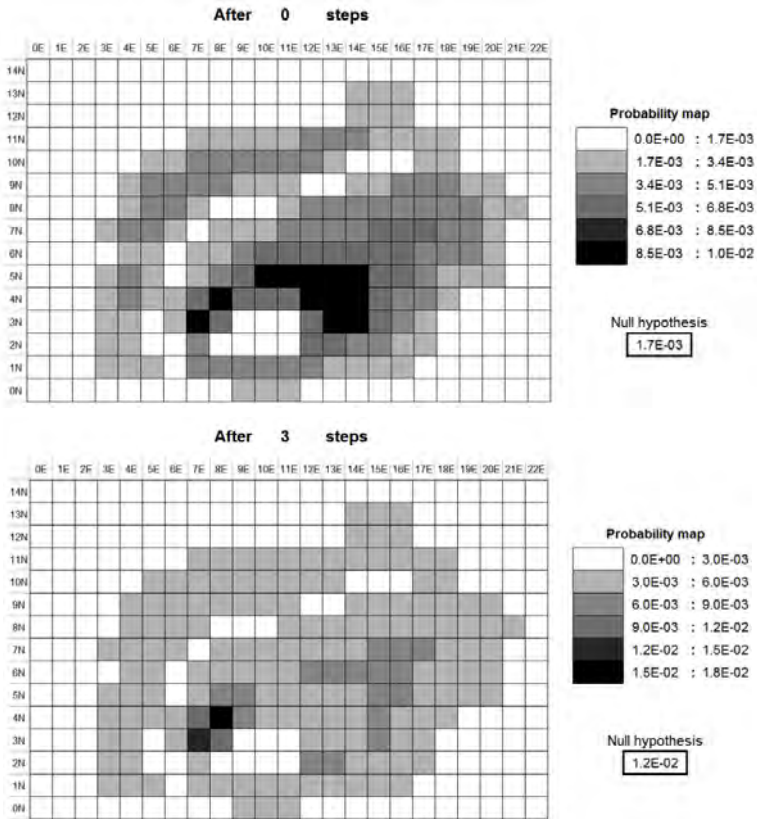 After 0 steps
0E 1E 2E 3E 4E 5E 6E 7E 8E 9E 10E 11E 12E 13E 14E 15E 16E 17E 18E 19E 20E 21E 22E
14N
13N
12N
11N
10N
9N
8N
7N
6N
5N
4N
3N
2N
1N
0N
Probability map
0.0E+00 : 1.7E-03
1.7E-03 : 3.4E-03
3.4E-03 : 5.1E-03
5.1E-03 : 6.8E-03
6.8E-03 : 8.5E-03
8.5E-03 : 1.0E-02
Null hypothesis
1.7E-03
After 3 steps
0E 1E 2E 3E 4E 5E 6E 7E 8E 9E 10E 11E 12E 13E 14E 15E 16E 17E 18E 19E 20E 21E 22E
14N
13N
12N
11N
10N
9N
8N
7N
6N
5N
4N
3N
2N
1N
0N
Probability map
0.0E+00 : 3.0E-03
3.0E-03 : 6.0E-03
6.0E-03 : 9.0E-03
9.0E-03 : 1.2E-02
1.2E-02 : 1.5E-02
1.5E-02 : 1.8E-02
Null hypothesis
1.2E-02